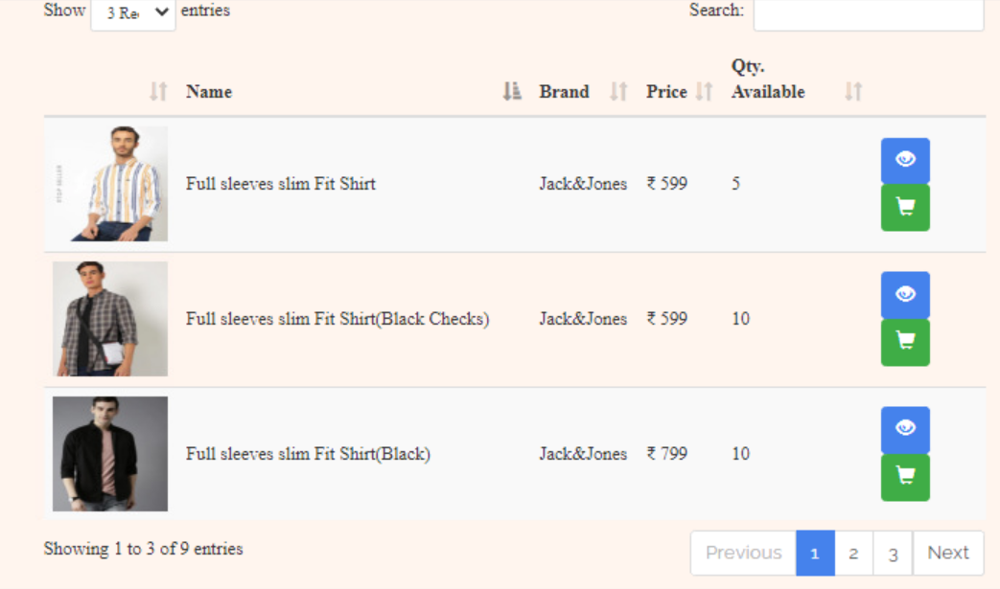 Show 3 Re entries Search:
Name Brand Price Qty. Available
Full sleeves slim Fit Shirt Jack&Jones ₹ 599 5
Full sleeves slim Fit Shirt(Black Checks) Jack&Jones ₹ 599 10
Full sleeves slim Fit Shirt(Black) Jack&Jones ₹ 799 10
Showing 1 to 3 of 9 entries Previous 1 2 3 Next